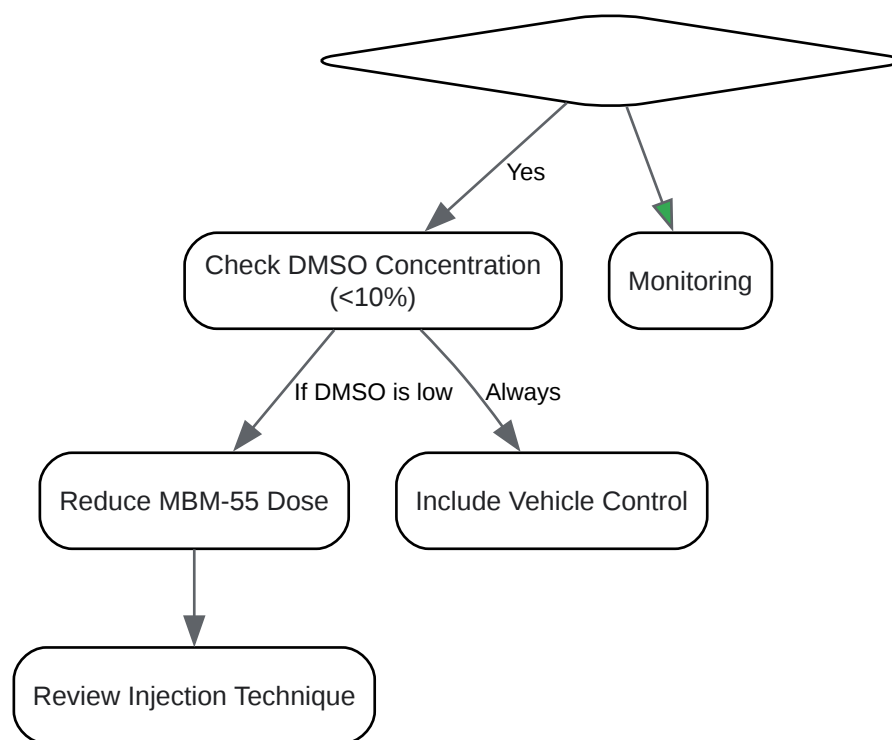 Yes
Check DMSO Concentration
(<10%)
Monitoring
If DMSO is low
Always
Reduce MBM-55 Dose
Include Vehicle Control
Review Injection Technique